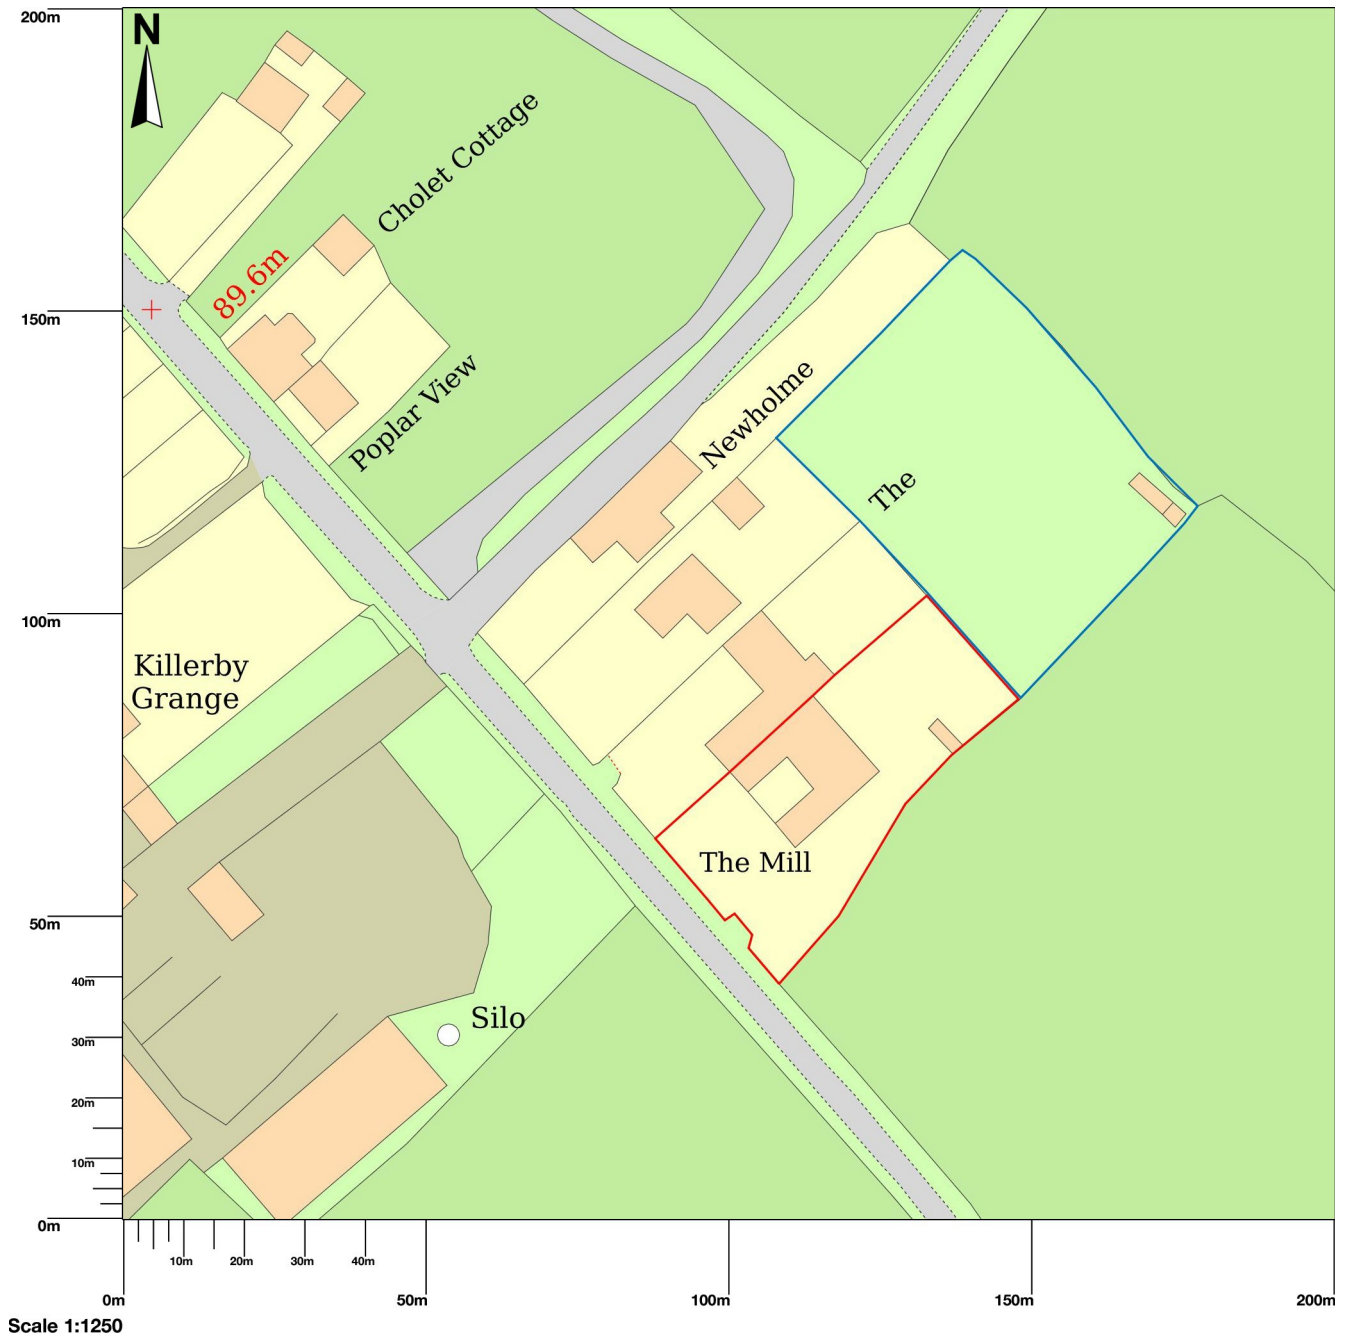 200m
N
Cholet Cottage
89.6m
150m
Poplar View
Newholme
The
100m
Killerby
Grange
The Mill
50m
40m
Silo
30m
20m
10m
0m
10m
20m
30m
40m
0m
50m
100m
150m
200m
Scale 1:1250